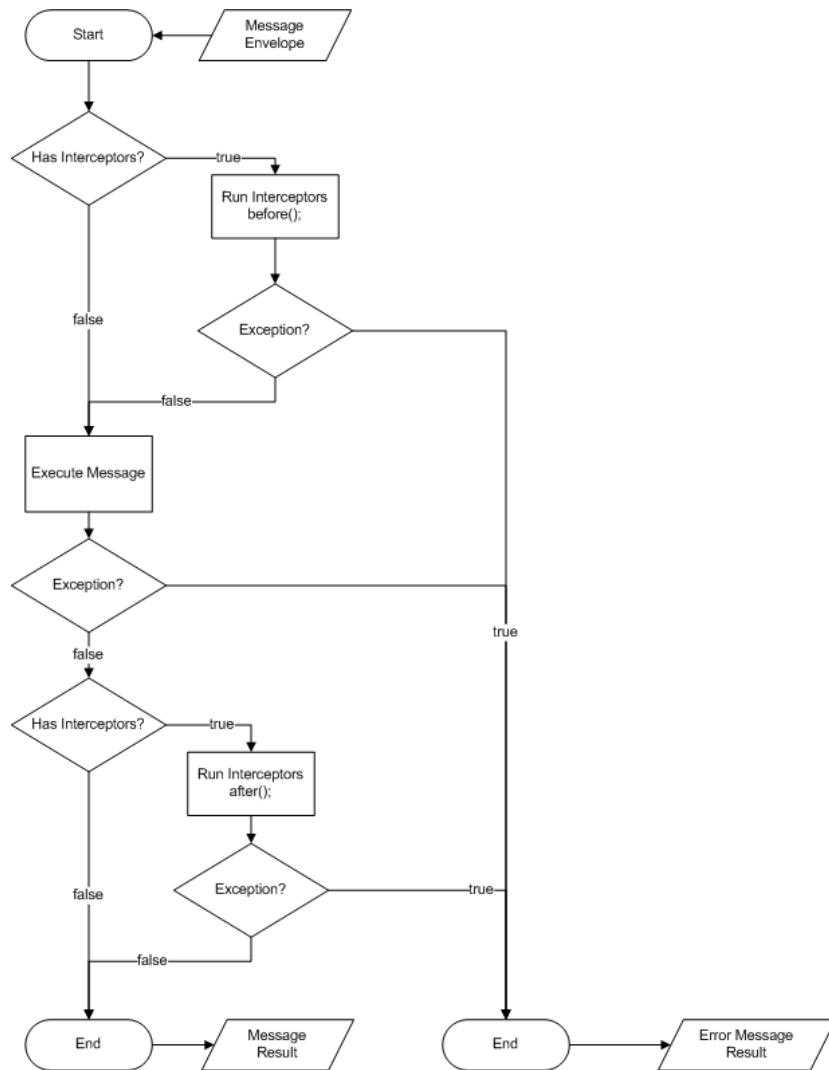 Start
Message
Envelope
Has Interceptors?
true
Run Interceptors
before();
false
Exception?
false
Execute Message
Exception?
true
false
Has Interceptors?
true
Run Interceptors
after();
false
Exception?
true
false
End
Message
Result
End
Error Message
Result